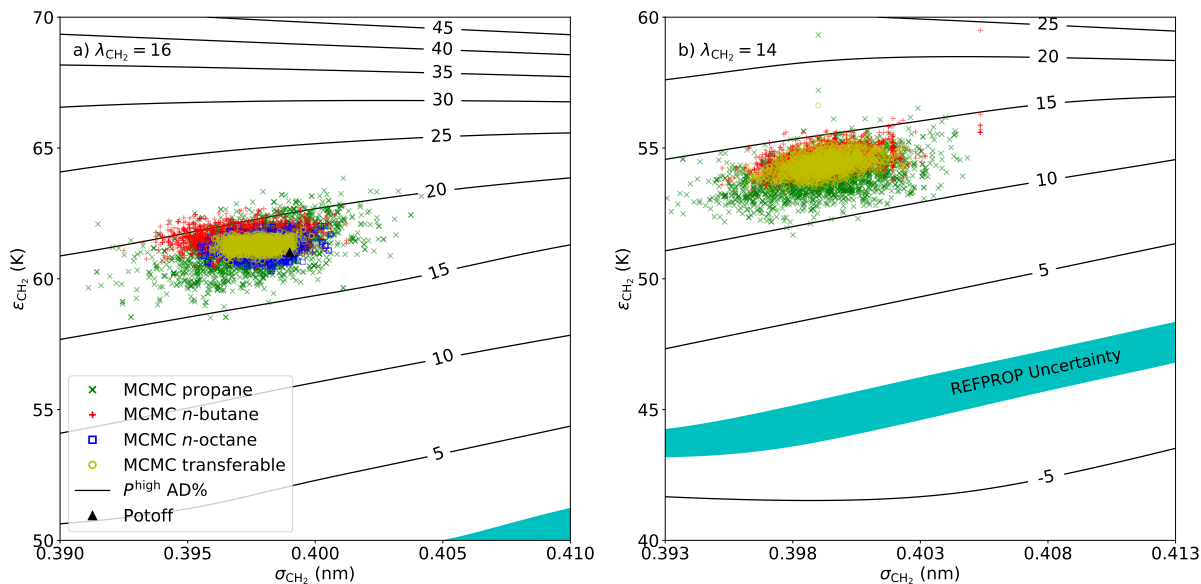 a) λCH₂ = 16
70
65
60
55
50
εCH₂ (K)
45
40
35
30
25
20
15
10
5
MCMC propane
MCMC n-butane
MCMC n-octane
MCMC transferable
P^high AD%
Potoff
0.390
0.395
0.400
0.405
0.410
σCH₂ (nm)
b) λCH₂ = 14
60
55
50
45
40
εCH₂ (K)
25
20
15
10
5
REFPROP Uncertainty
-5
0.393
0.398
0.403
0.408
0.413
σCH₂ (nm)